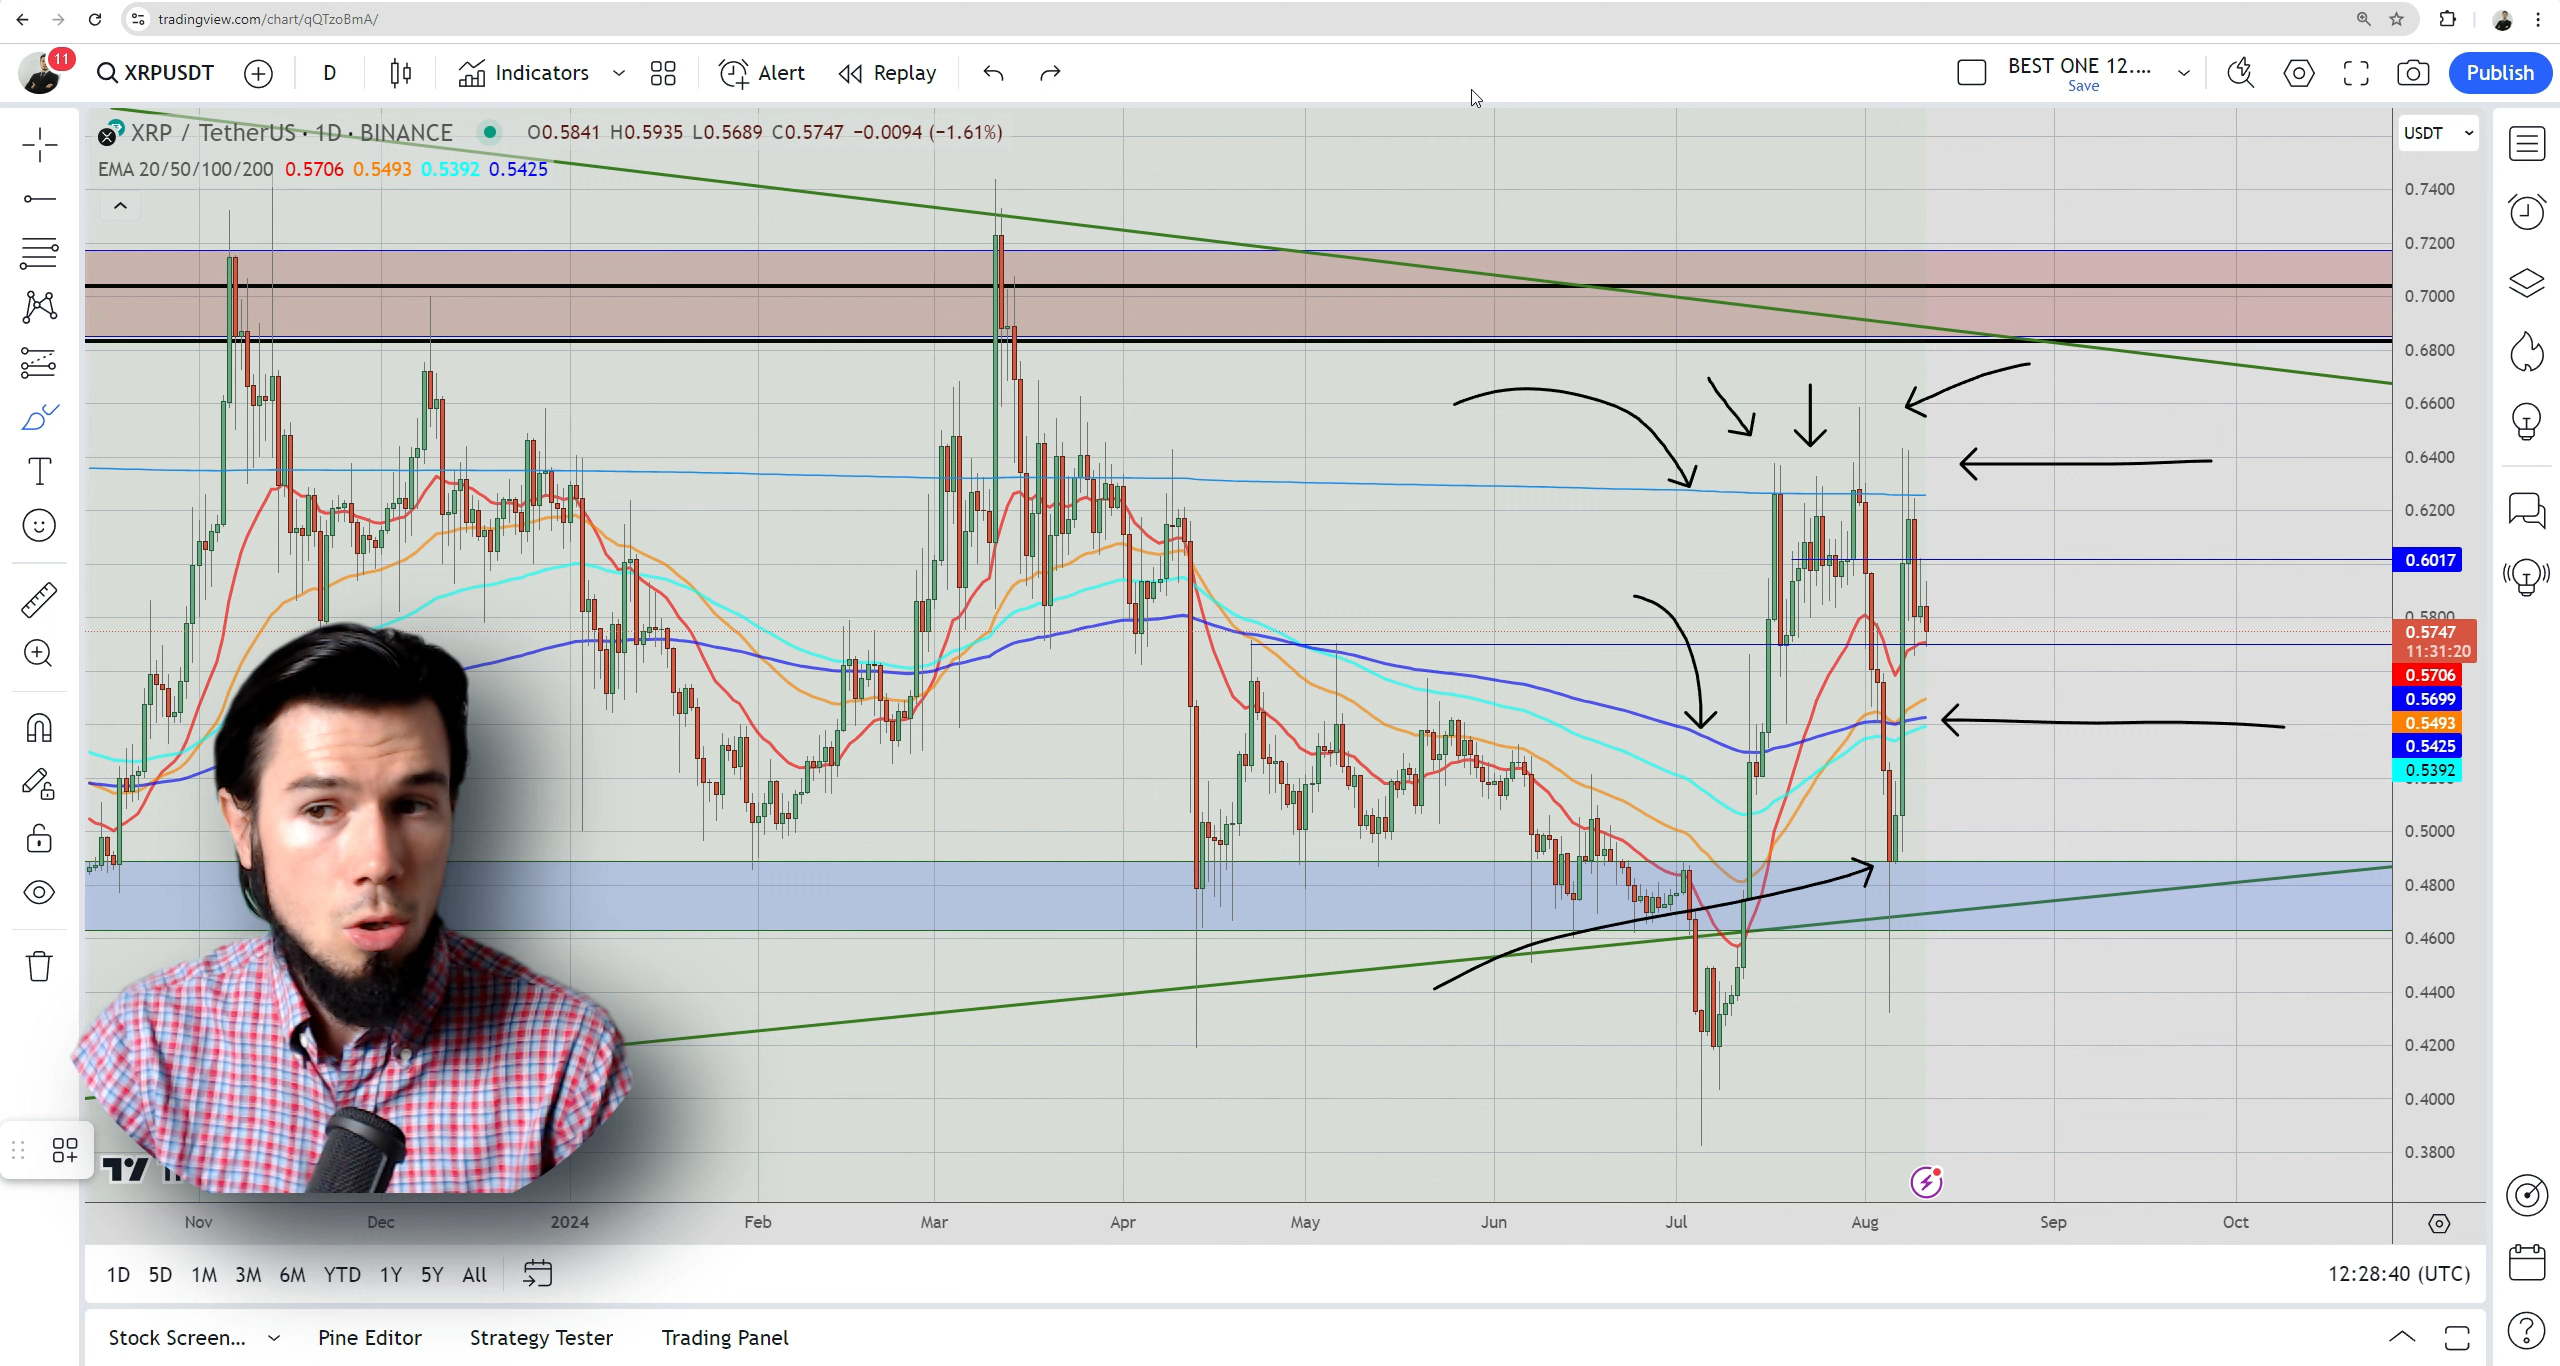 tradingview.com/chart/qQTzoBmA/
11
XRPUSDT
D
Indicators
Alert
Replay
BEST ONE 12....
Save
Publish
XRP / TetherUS · 1D · BINANCE O0.5841 H0.5935 L0.5689 C0.5747 −0.0094 (−1.61%)
USDT
EMA 20/50/100/200 0.5706 0.5493 0.5392 0.5425
0.7400
0.7200
0.7000
0.6800
0.6600
0.6400
0.6200
0.6017
0.5800
0.5747
11:31:20
0.5706
0.5699
0.5493
0.5425
0.5392
0.5000
0.4800
0.4600
0.4400
0.4200
0.4000
0.3800
Nov Dec 2024 Feb Mar Apr May Jun Jul Aug Sep Oct
1D 5D 1M 3M 6M YTD 1Y 5Y All
12:28:40 (UTC)
Stock Screen... Pine Editor Strategy Tester Trading Panel